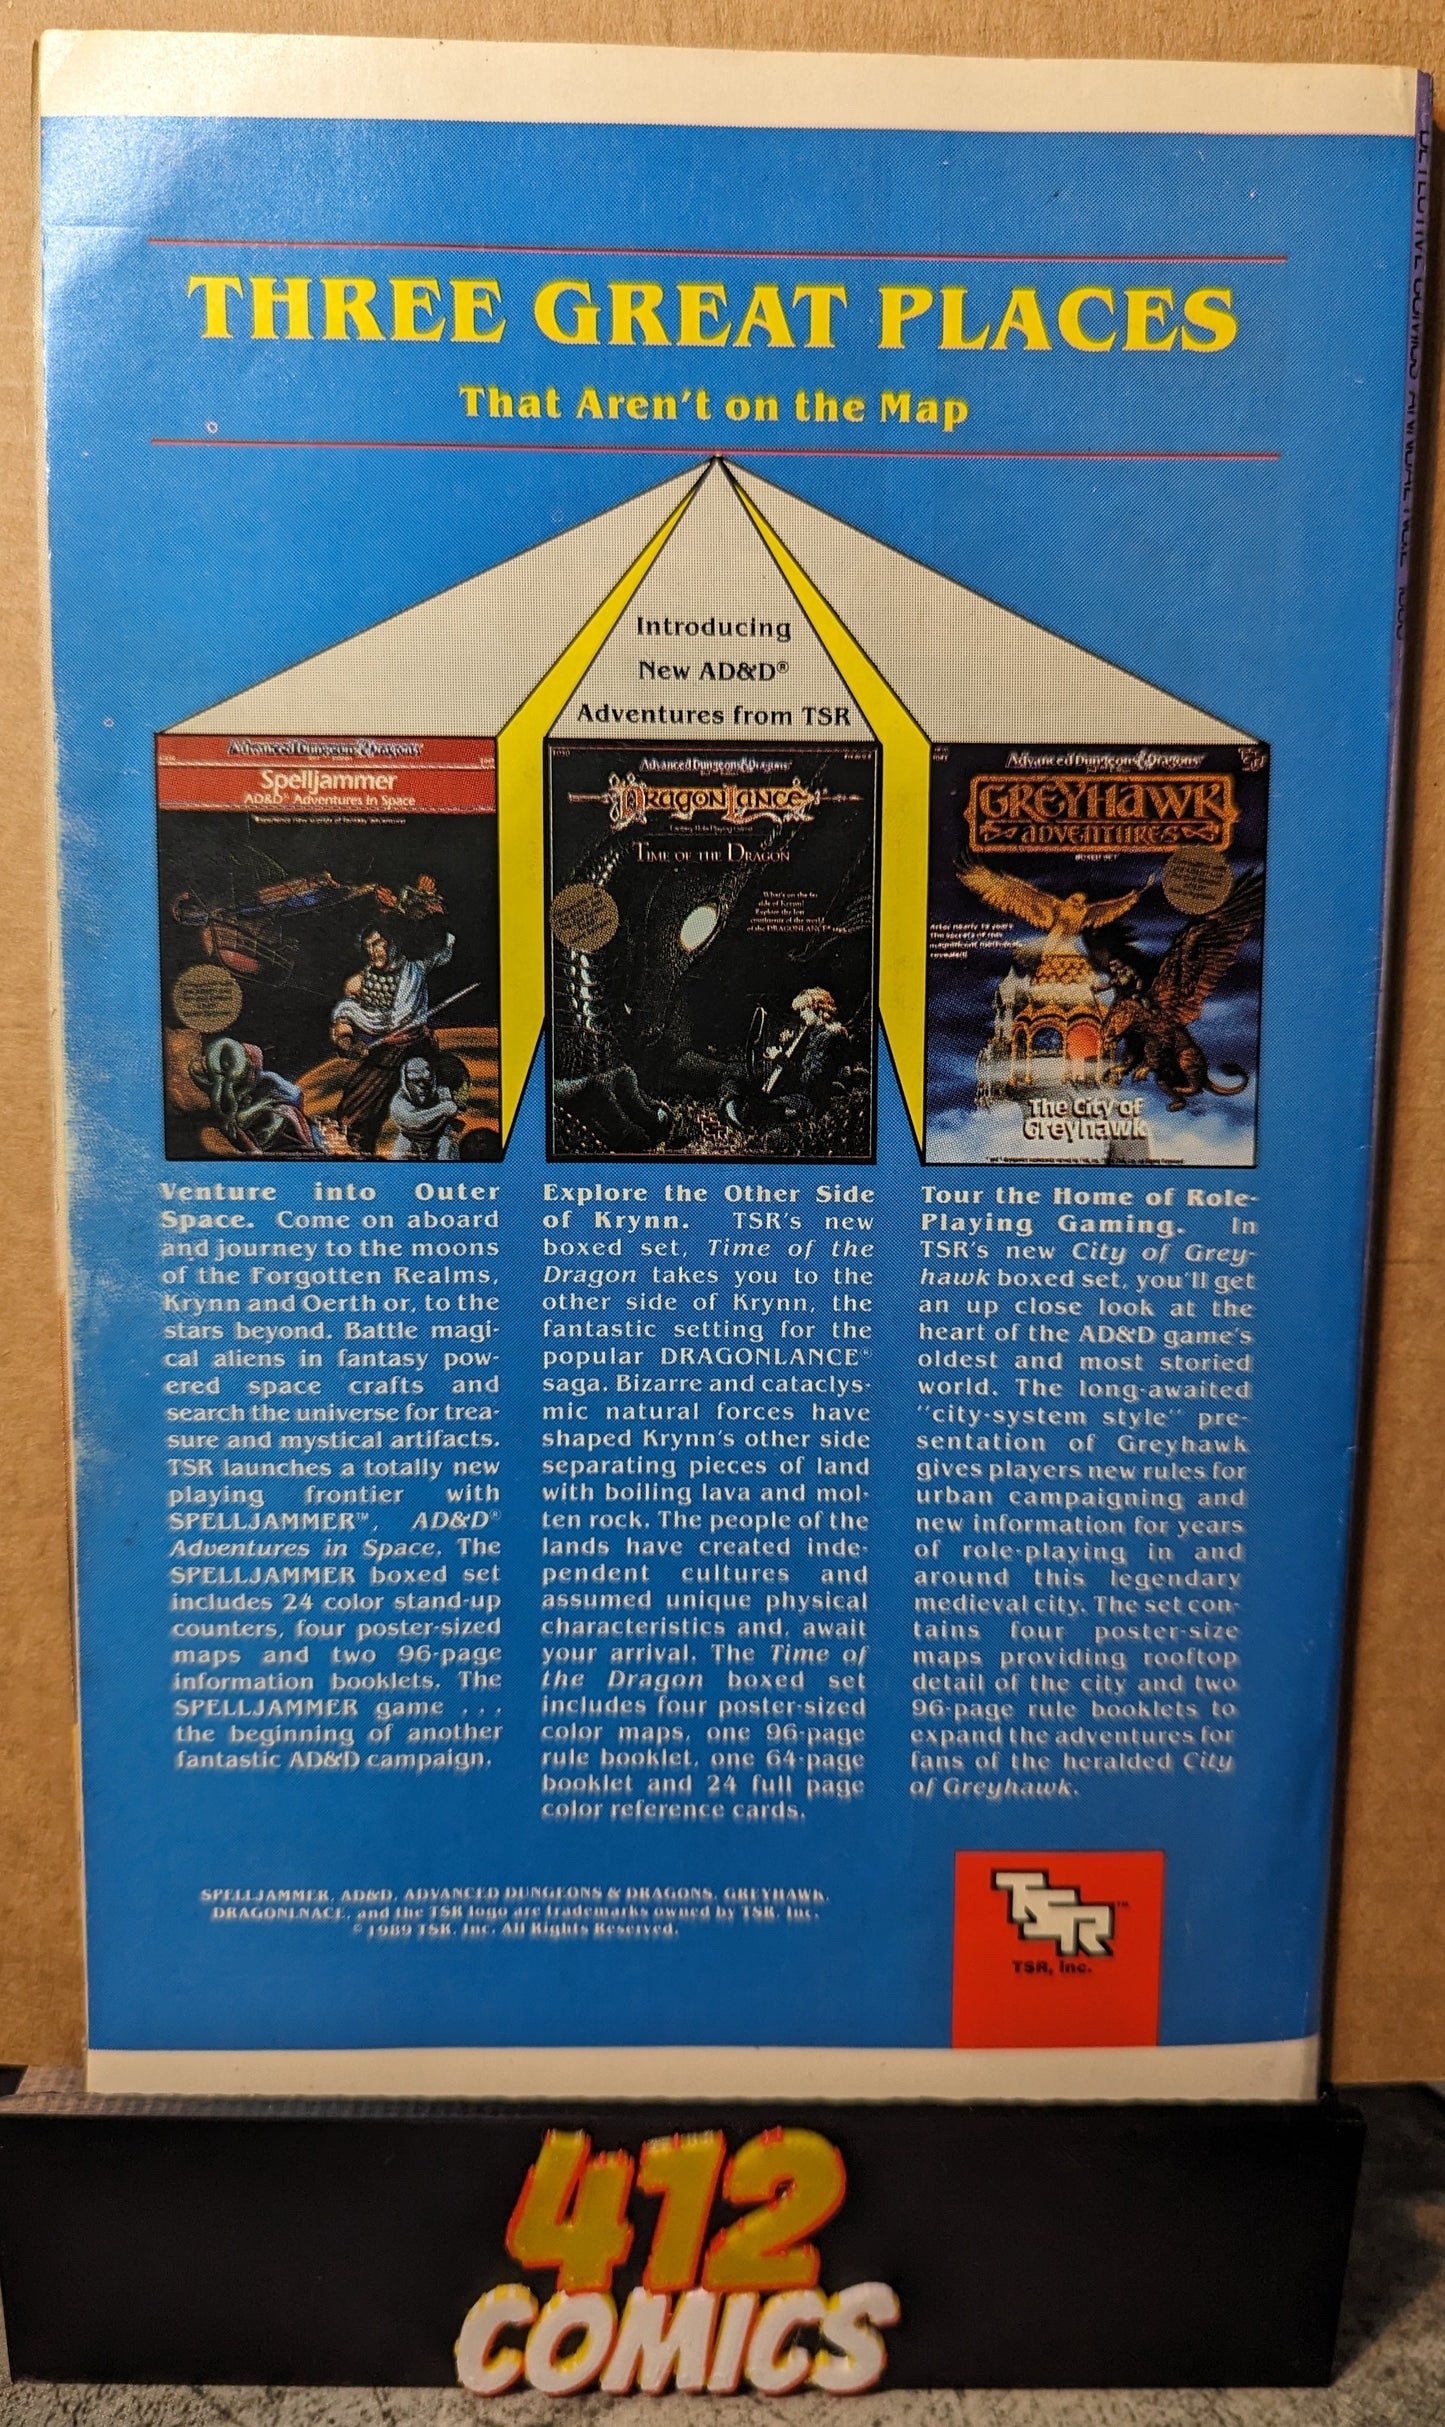 THREE GREAT PLACES
That Aren't on the Map
Introducing
New AD&D®
Adventures from TSR
Advanced Dungeons & Dragons®
Spelljammer
AD&D® Adventures in Space
Advanced Dungeons & Dragons®
DRAGONLANCE
TIME OF THE DRAGON
Advanced Dungeons & Dragons®
GREYHAWK
ADVENTURES
BOXED SET
The City of
Greyhawk
Venture into Outer
Space. Come on aboard
and journey to the moons
of the Forgotten Realms,
Krynn and Oerth or, to the
stars beyond. Battle magi-
cal aliens in fantasy pow-
ered space crafts and
search the universe for trea-
sure and mystical artifacts.
TSR launches a totally new
playing frontier with
SPELLJAMMER™, AD&D®
Adventures in Space. The
SPELLJAMMER boxed set
includes 24 color stand-up
counters, four poster-sized
maps and two 96-page
information booklets. The
SPELLJAMMER game . . .
the beginning of another
fantastic AD&D campaign.
Explore the Other Side
of Krynn. TSR's new
boxed set, Time of the
Dragon takes you to the
other side of Krynn, the
fantastic setting for the
popular DRAGONLANCE®
saga. Bizarre and cataclys-
mic natural forces have
shaped Krynn's other side
separating pieces of land
with boiling lava and mol-
ten rock. The people of the
lands have created inde-
pendent cultures and
assumed unique physical
characteristics and, await
your arrival. The Time of
the Dragon boxed set
includes four poster-sized
color maps, one 96-page
rule booklet, one 64-page
booklet and 24 full page
color reference cards.
Tour the Home of Role-
Playing Gaming. In
TSR's new City of Grey-
hawk boxed set, you'll get
an up close look at the
heart of the AD&D game's
oldest and most storied
world. The long-awaited
"city-system style" pre-
sentation of Greyhawk
gives players new rules for
urban campaigning and
new information for years
of role-playing in and
around this legendary
medieval city. The set con-
tains four poster-size
maps providing rooftop
detail of the city and two
96-page rule booklets to
expand the adventures for
fans of the heralded City
of Greyhawk.
SPELLJAMMER, AD&D, ADVANCED DUNGEONS & DRAGONS, GREYHAWK,
DRAGONLNACE, and the TSR logo are trademarks owned by TSR, Inc.
© 1989 TSR, Inc. All Rights Reserved.
TSR™
TSR, Inc.
412
COMICS